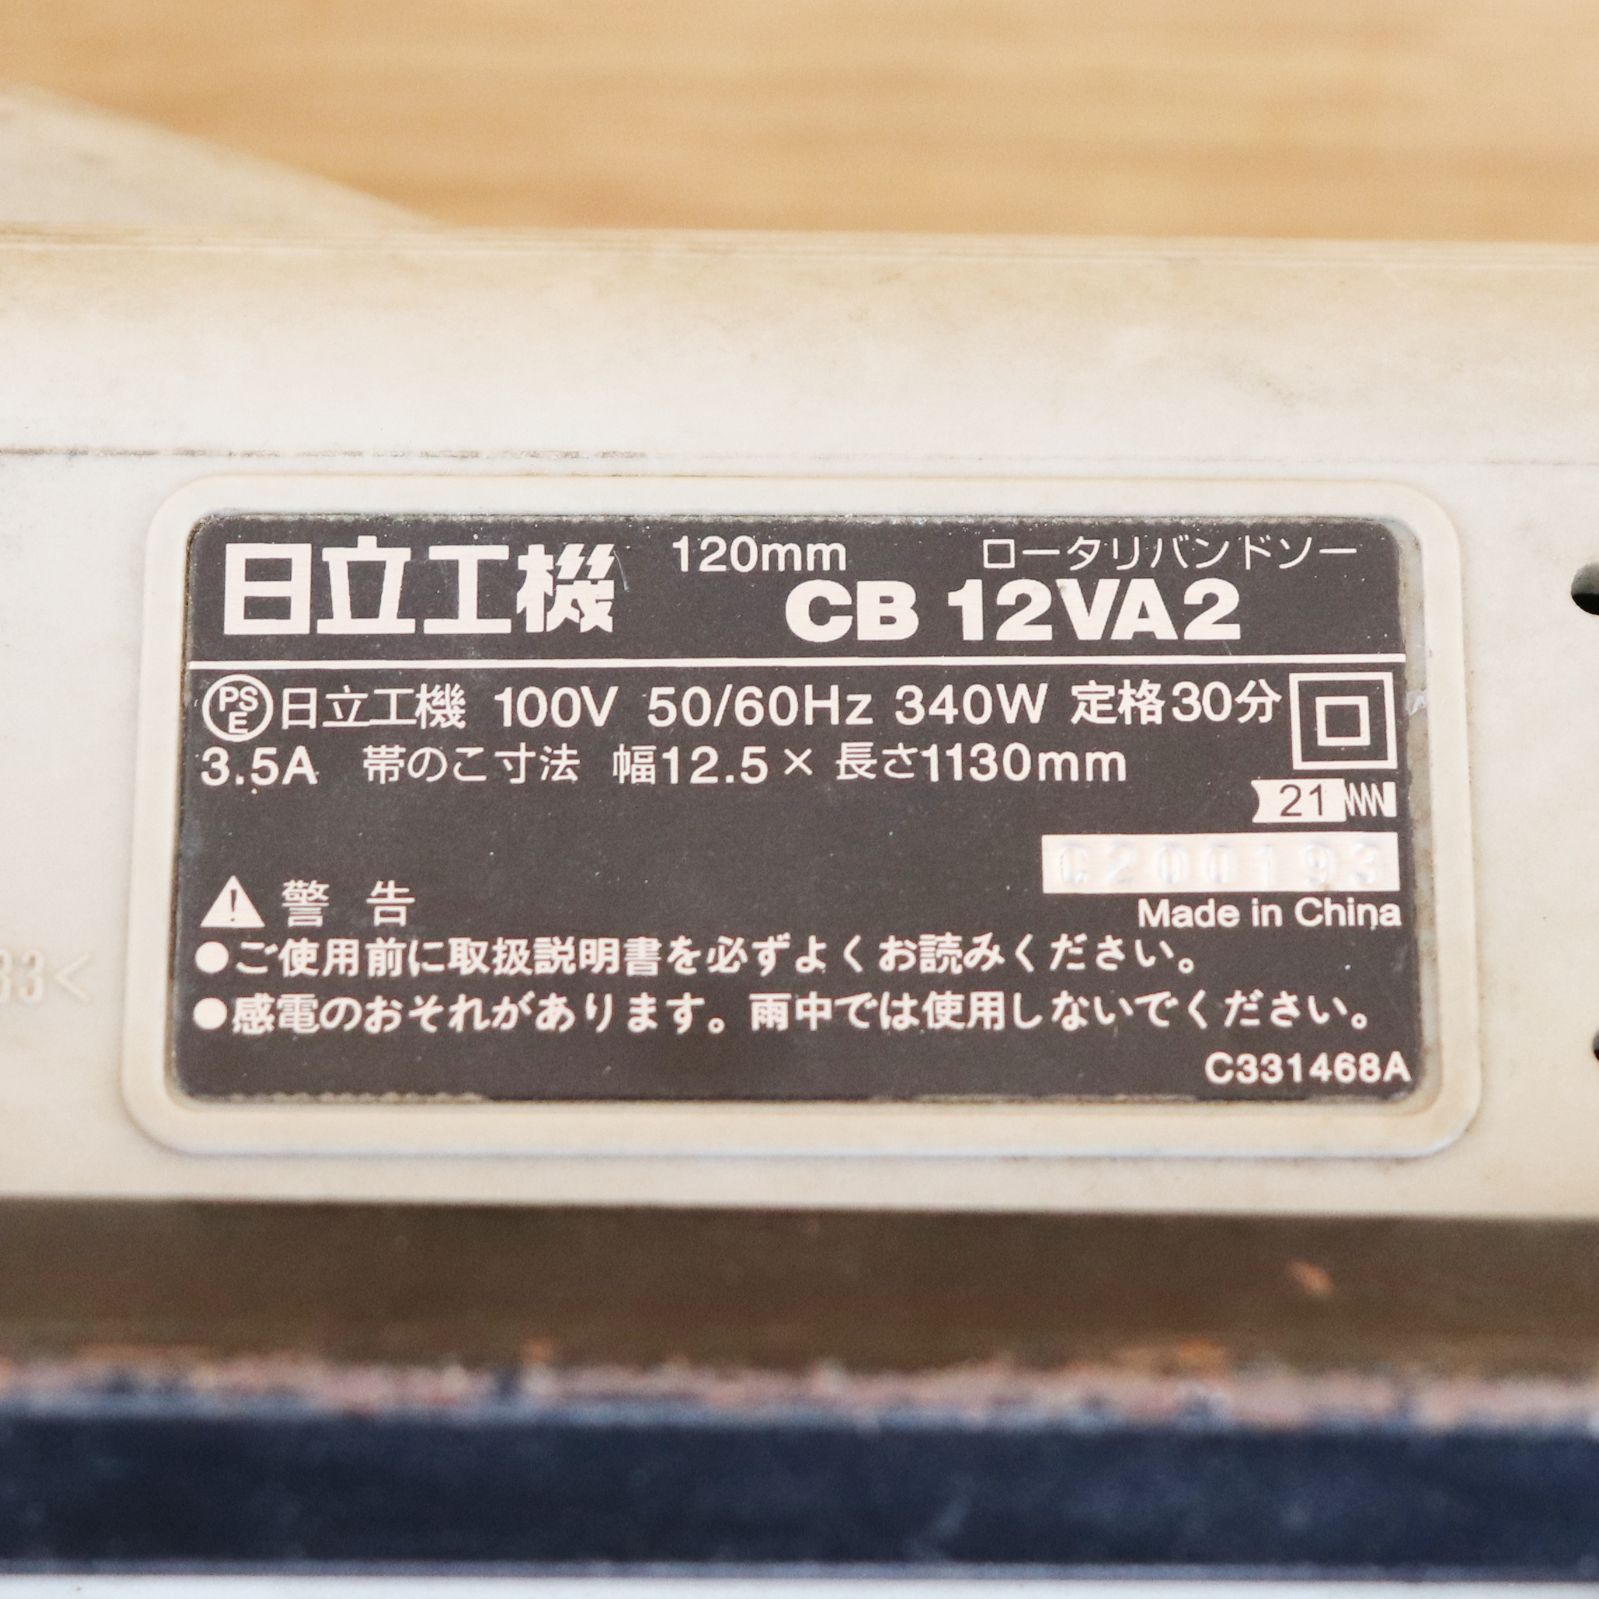 120mm ロータリバンドソー
日立工機 CB 12VA2
PSE 日立工機 100V 50/60Hz 340W 定格30分
3.5A 帯のこ寸法 幅12.5×長さ1130mm
21
C200193
Made in China
⚠ 警告
●ご使用前に取扱説明書を必ずよくお読みください。
●感電のおそれがあります。雨中では使用しないでください。
C331468A
33<